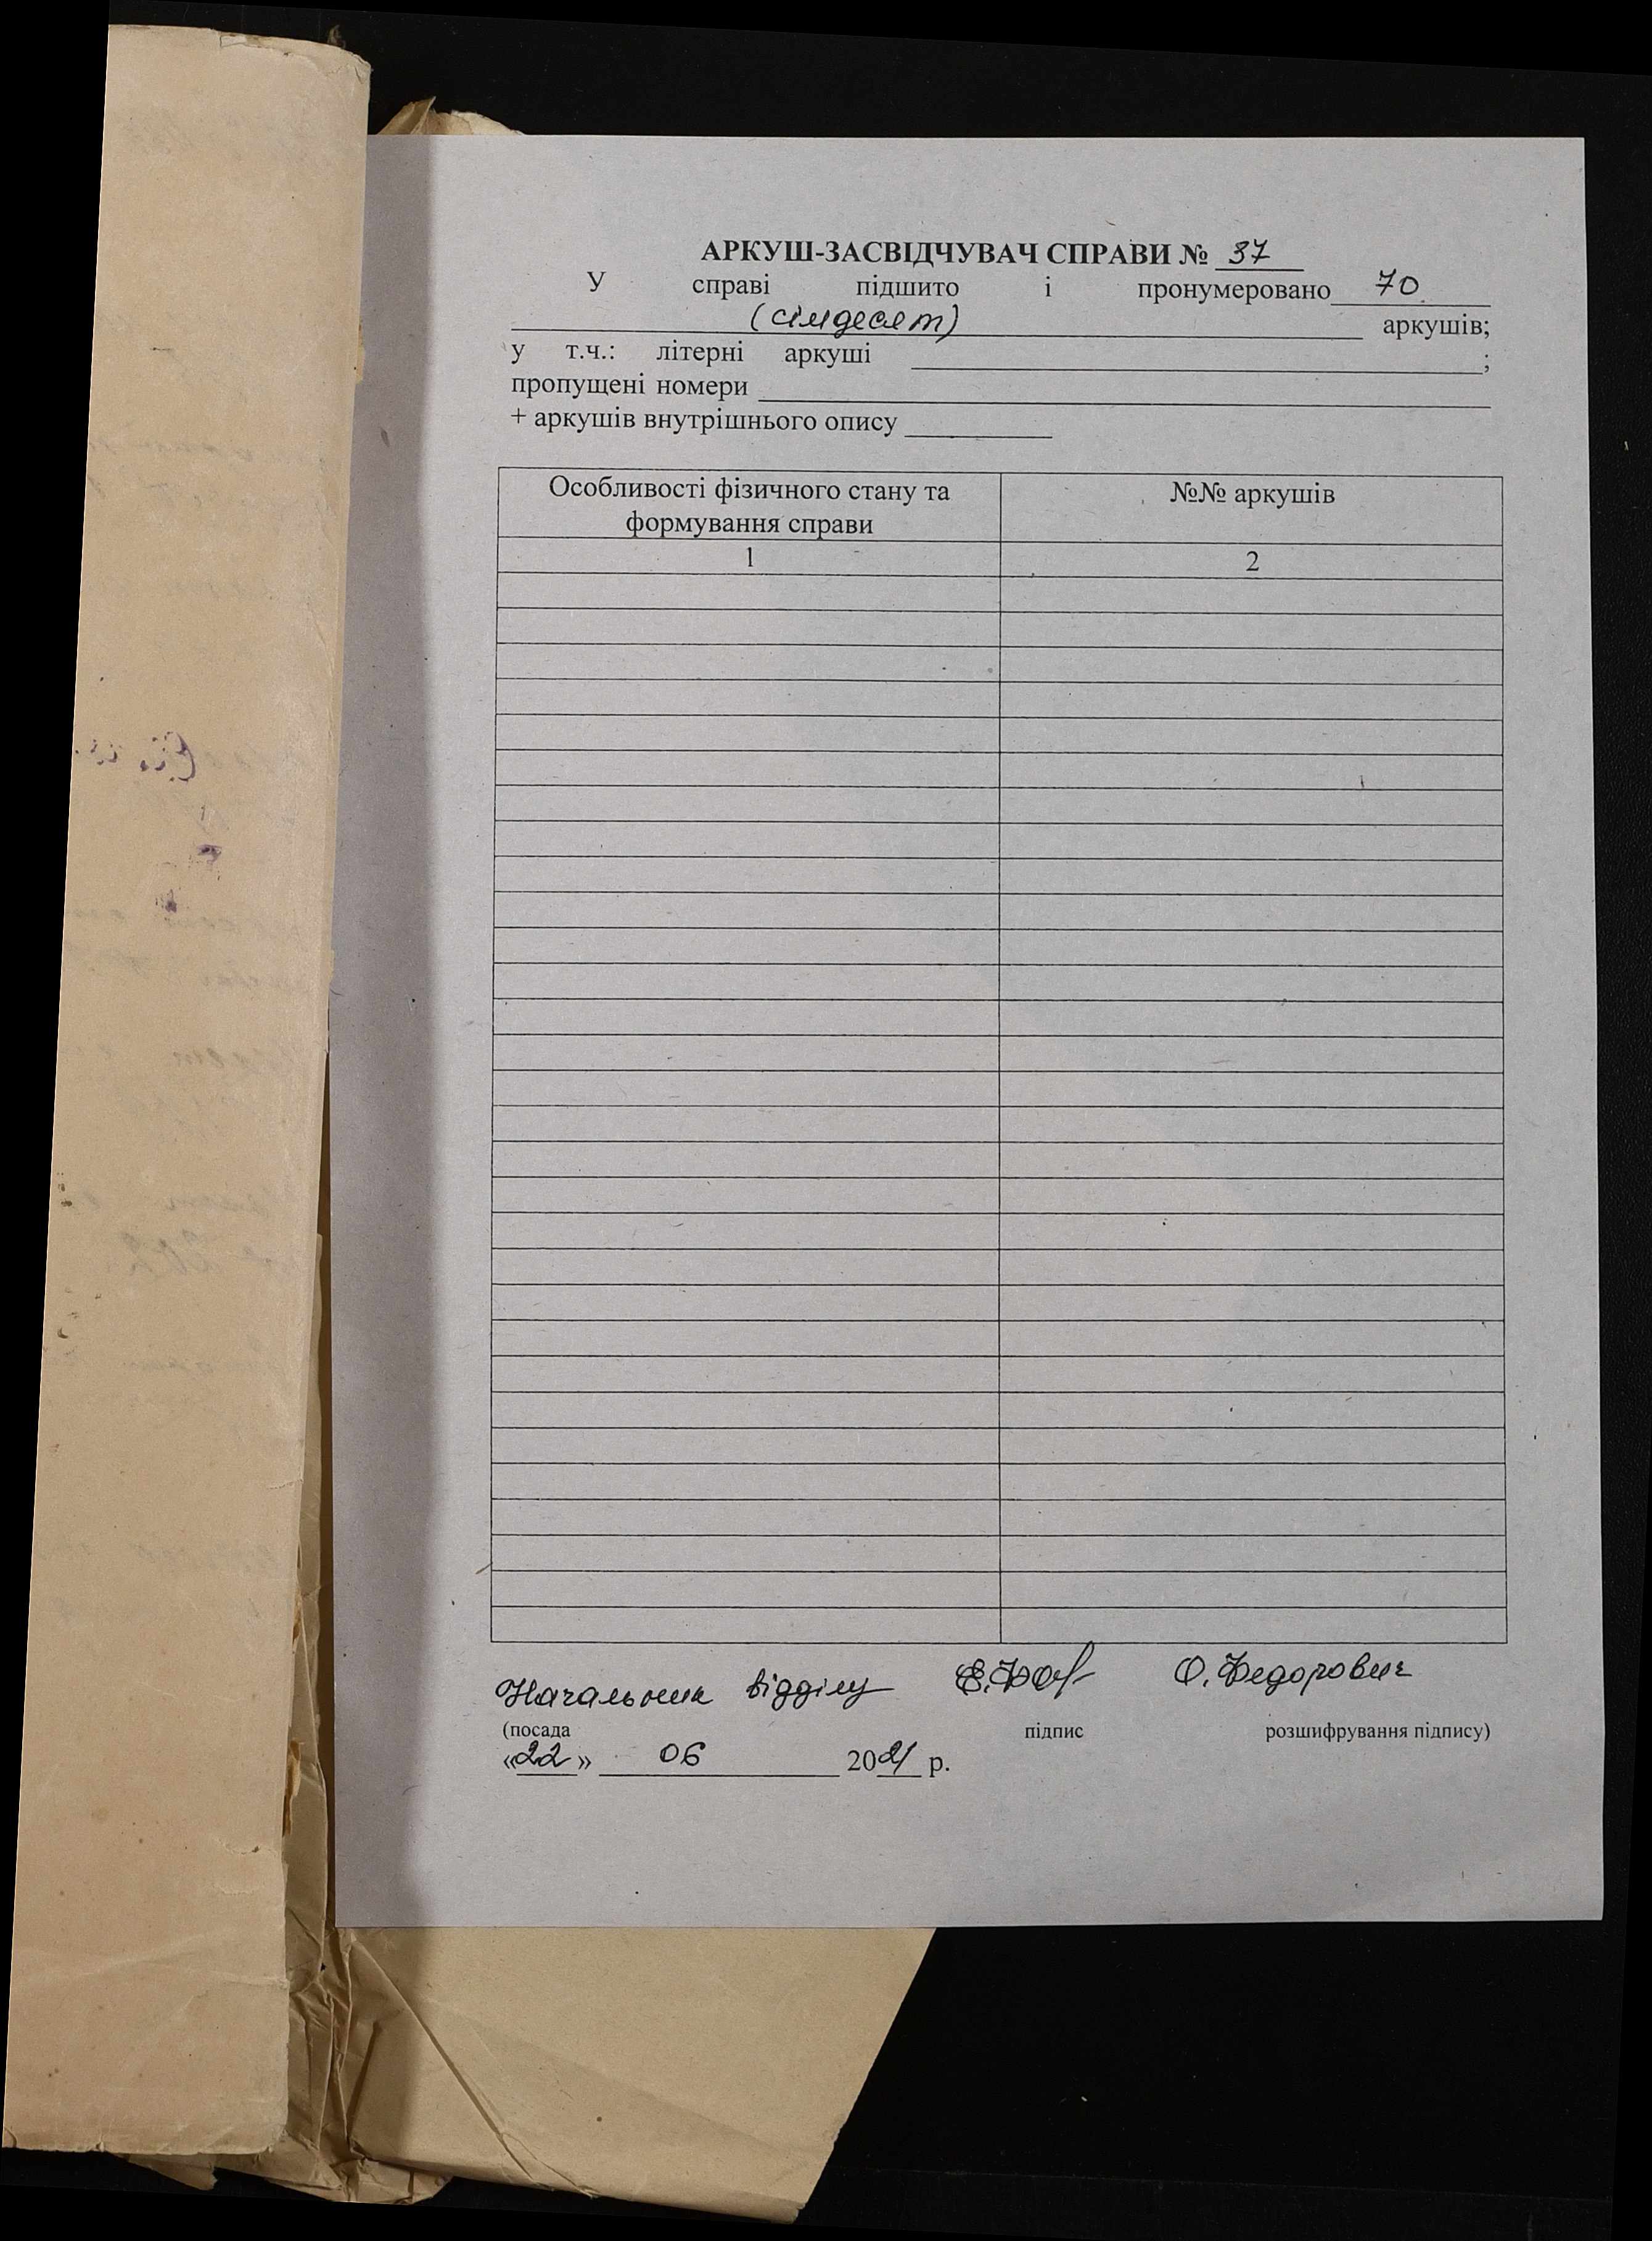 АРКУШ-ЗАСВІДЧУВАЧ СПРАВИ № 37
У справі підшито і пронумеровано 70
(сімдесят) аркушів;
у т.ч.: літерні аркуші ;
пропущені номери
+ аркушів внутрішнього опису
Особливості фізичного стану та формування справи №№ аркушів
1 2
Начальник відділу О. Федорович
(посада підпис розшифрування підпису)
«22» 06 2021 р.